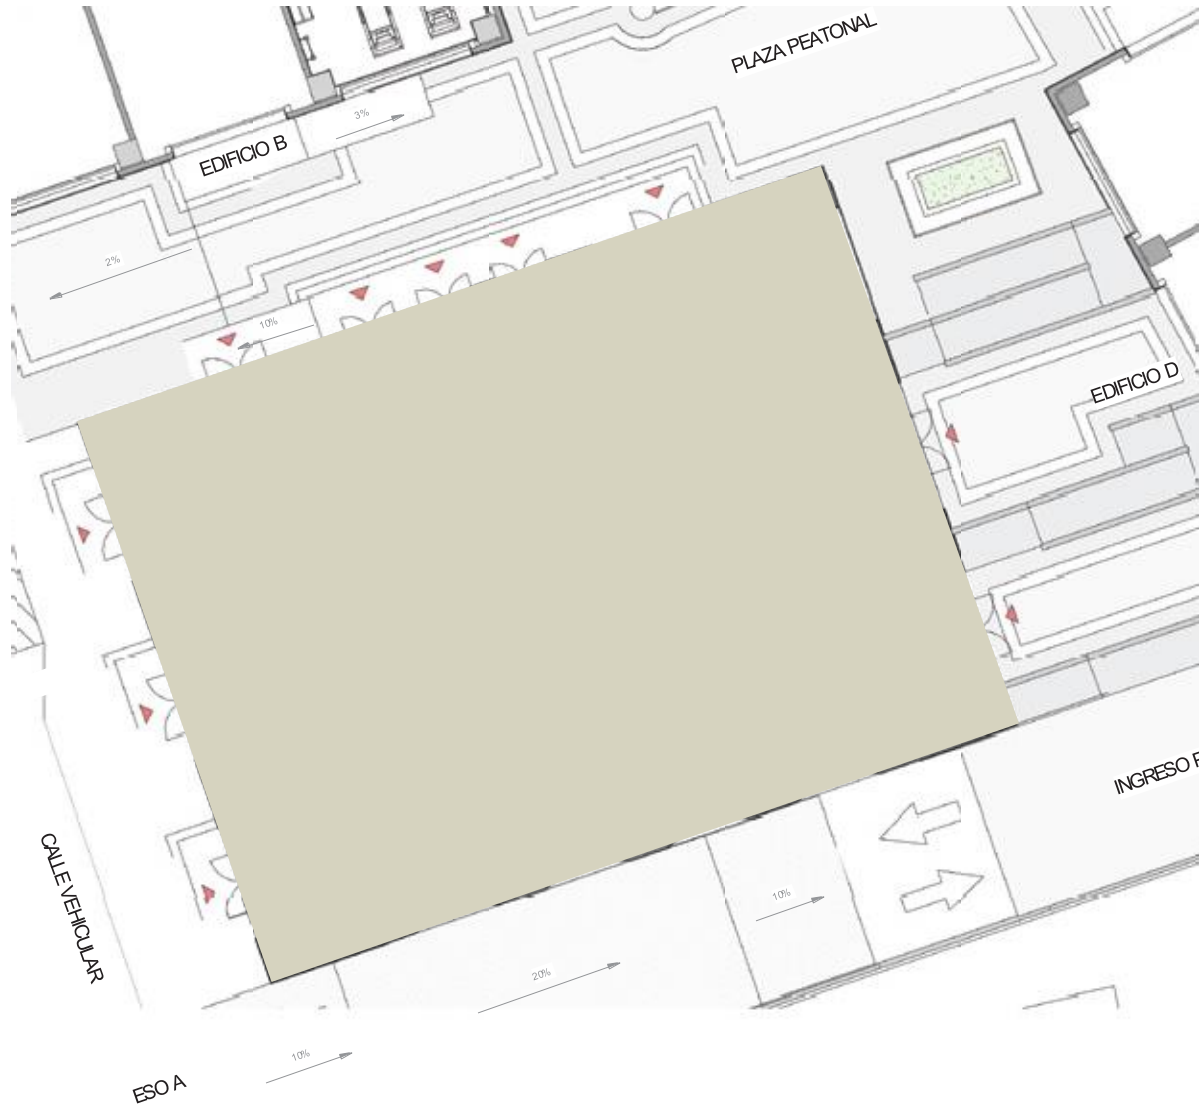 PLAZA PEATONAL
3%
EDIFICIO B
2%
10%
EDIFICIO D
INGRESO P
CALLE VEHICULAR
10%
20%
10%
ESO A